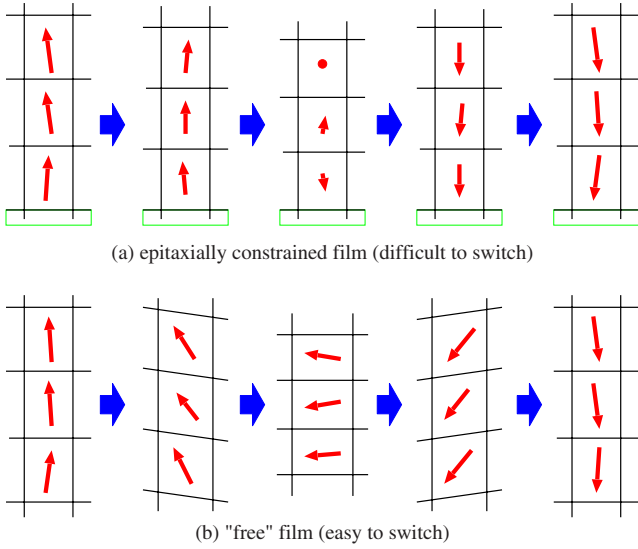 (a) epitaxially constrained film (difficult to switch)
(b) "free" film (easy to switch)